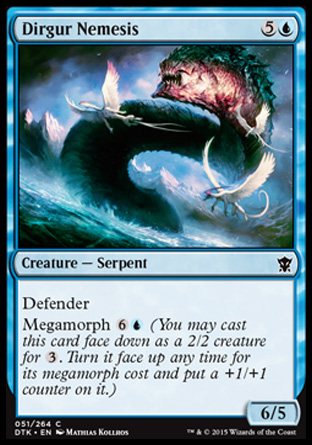 Dirgur Nemesis 5
Creature — Serpent
Defender
Megamorph 6 (You may cast
this card face down as a 2/2 creature
for 3. Turn it face up any time for
its megamorph cost and put a +1/+1
counter on it.)
6/5
051/264 C
DTK • EN Mathias Kollros
™ & © 2015 Wizards of the Coast